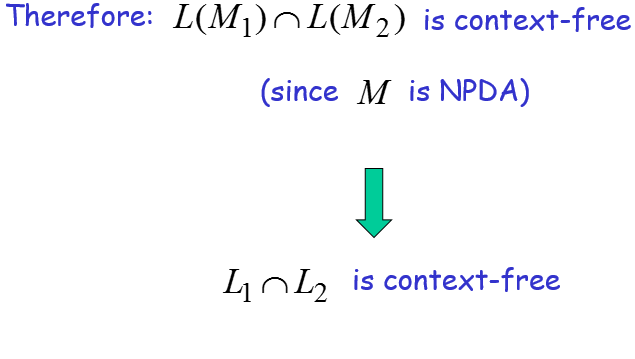 Therefore: L(M₁)∩L(M₂) is context-free
(since M is NPDA)
L₁∩L₂ is context-free